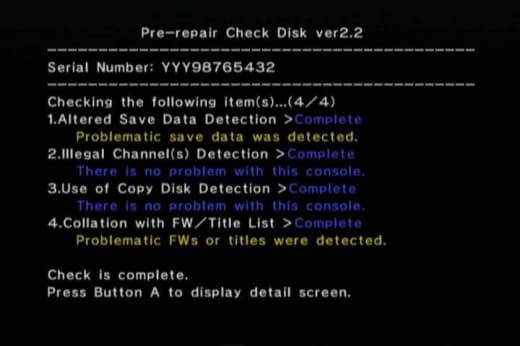 Pre-repair Check Disk ver2.2
Serial Number: YYY98765432
Checking the following item(s)...(4/4)
1.Altered Save Data Detection >Complete
Problematic save data was detected.
2.Illegal Channel(s) Detection >Complete
There is no problem with this console.
3.Use of Copy Disk Detection >Complete
There is no problem with this console.
4.Collation with FW/Title List >Complete
Problematic FWs or titles were detected.
Check is complete.
Press Button A to display detail screen.